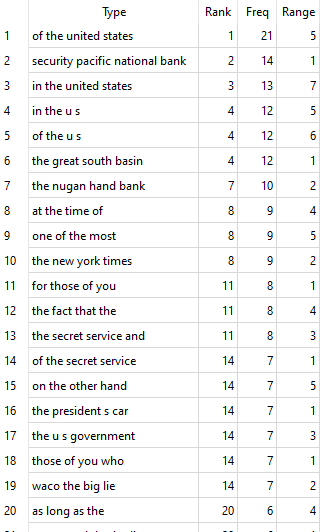 Type Rank Freq Range
1 of the united states 1 21 5
2 security pacific national bank 2 14 1
3 in the united states 3 13 7
4 in the u s 4 12 5
5 of the u s 4 12 6
6 the great south basin 4 12 1
7 the nugan hand bank 7 10 2
8 at the time of 8 9 4
9 one of the most 8 9 5
10 the new york times 8 9 2
11 for those of you 11 8 1
12 the fact that the 11 8 4
13 the secret service and 11 8 3
14 of the secret service 14 7 1
15 on the other hand 14 7 5
16 the president s car 14 7 1
17 the u s government 14 7 3
18 those of you who 14 7 1
19 waco the big lie 14 7 2
20 as long as the 20 6 4